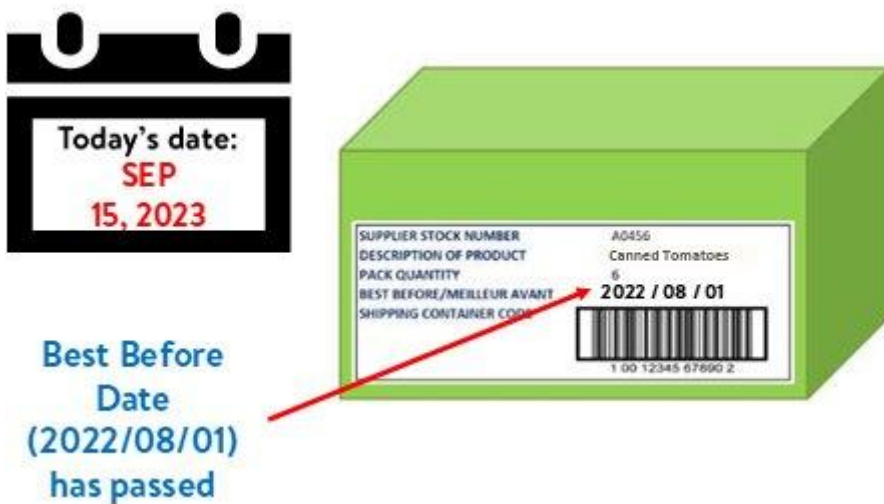 Today's date:
SEP
15, 2023
SUPPLIER STOCK NUMBER A0456
DESCRIPTION OF PRODUCT Canned Tomatoes
PACK QUANTITY 6
BEST BEFORE/MEILLEUR AVANT 2022 / 08 / 01
SHIPPING CONTAINER CODE
1 00 12345 67890 2
Best Before
Date
(2022/08/01)
has passed